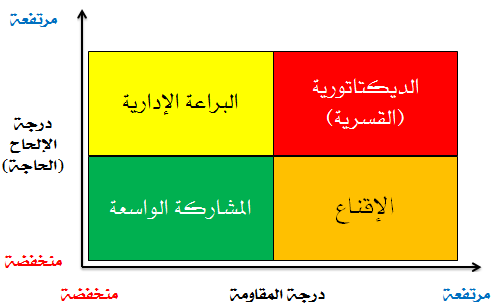 مرتفعة
البراعة الإدارية
الديكتاتورية
(القسرية)
درجة
الإلحاح
(الحاجة)
المشاركة الواسعة
الإقناع
منخفضة
منخفضة
درجة المقاومة
مرتفعة